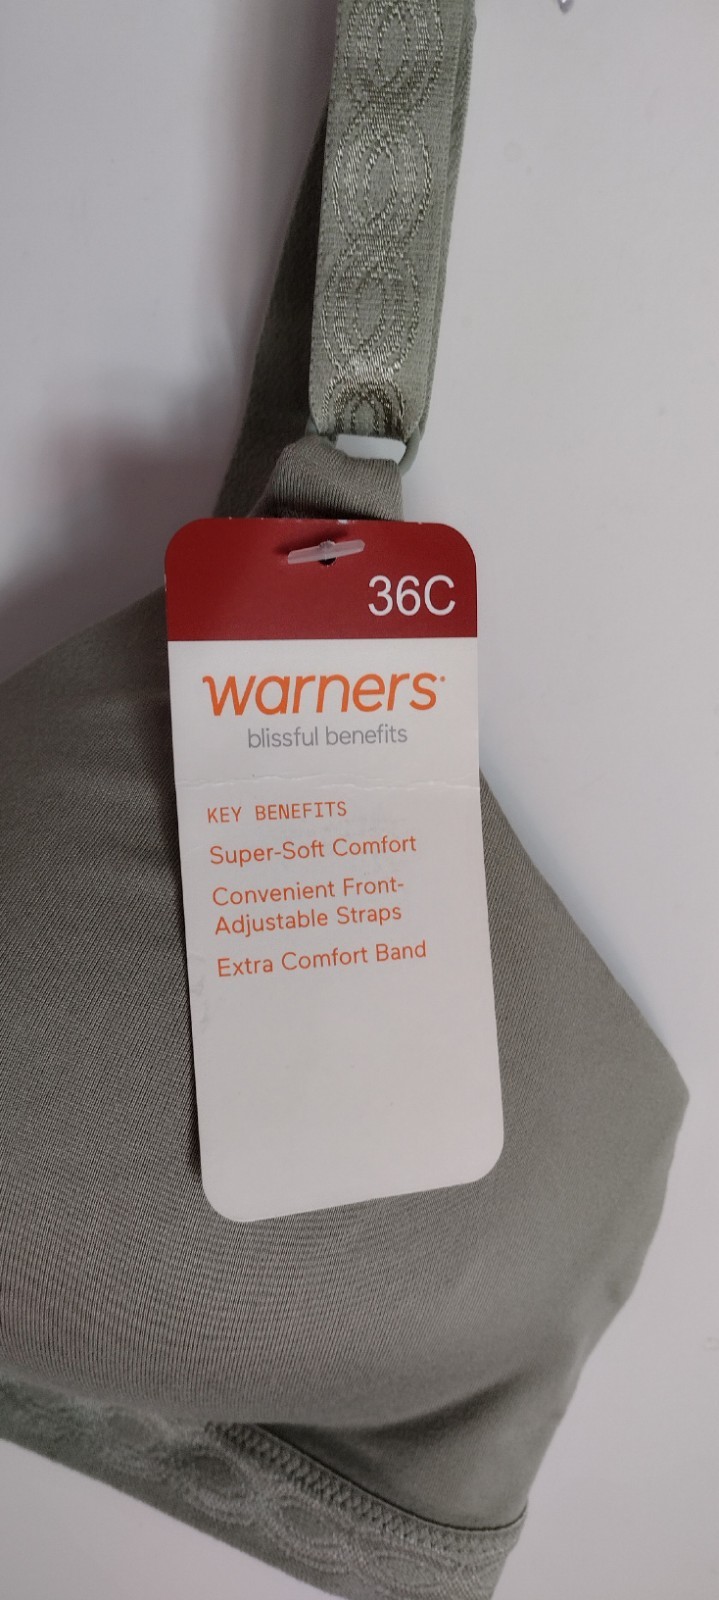 36C
warners
blissful benefits
KEY BENEFITS
Super-Soft Comfort
Convenient Front-
Adjustable Straps
Extra Comfort Band